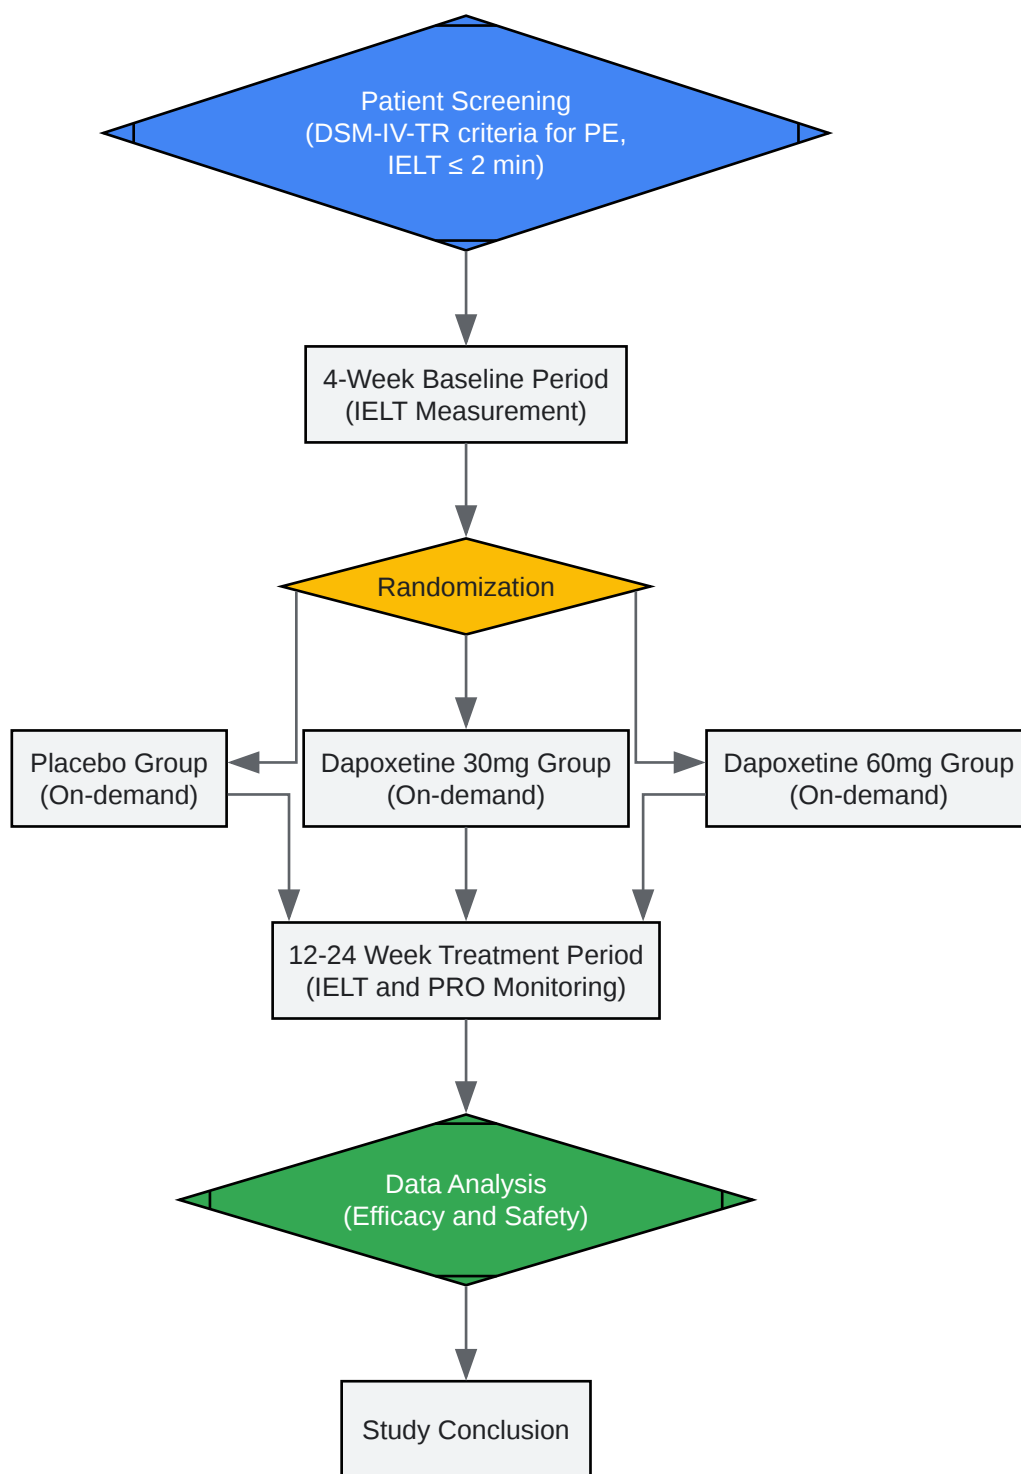 Patient Screening
(DSM-IV-TR criteria for PE,
IELT ≤ 2 min)
4-Week Baseline Period
(IELT Measurement)
Randomization
Placebo Group
(On-demand)
Dapoxetine 30mg Group
(On-demand)
Dapoxetine 60mg Group
(On-demand)
12-24 Week Treatment Period
(IELT and PRO Monitoring)
Data Analysis
(Efficacy and Safety)
Study Conclusion